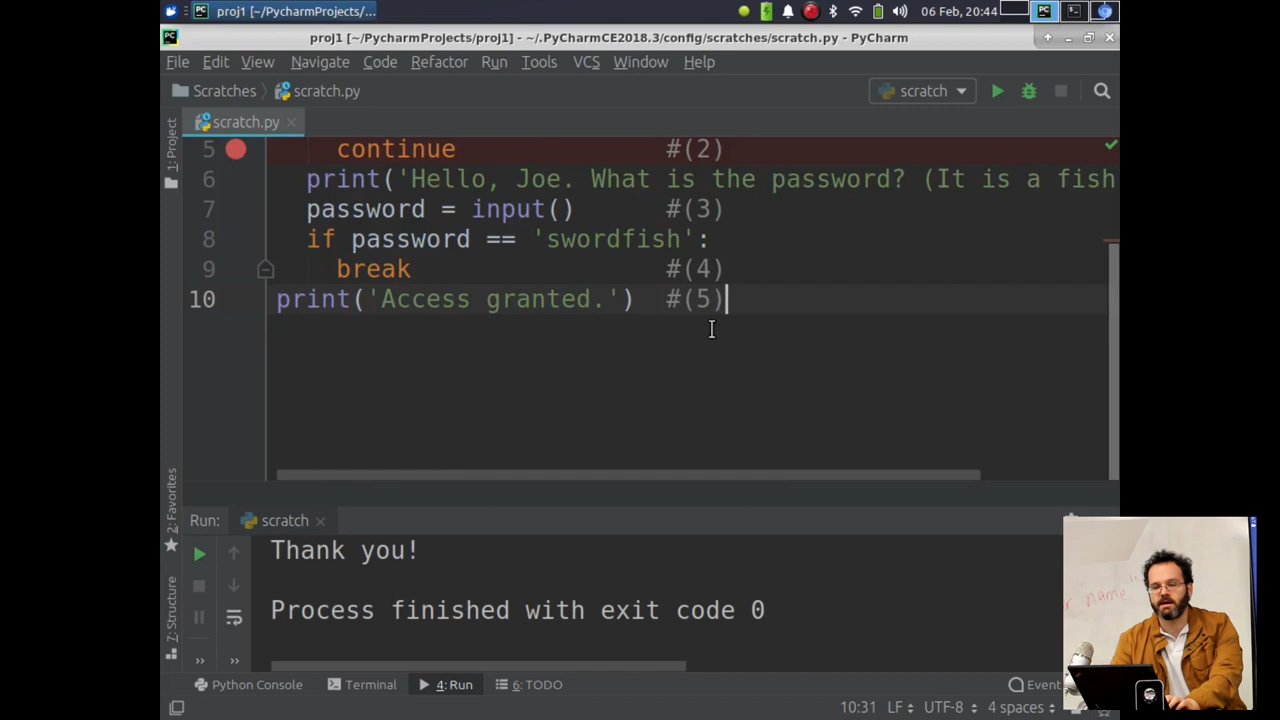 proj1 [~/PycharmProjects/...
06 Feb, 20:44
proj1 [~/PycharmProjects/proj1] - ~/.PyCharmCE2018.3/config/scratches/scratch.py - PyCharm
File Edit View Navigate Code Refactor Run Tools VCS Window Help
Scratches scratch.py
scratch
scratch.py
1: Project
5 continue #(2)
6 print('Hello, Joe. What is the password? (It is a fish
7 password = input() #(3)
8 if password == 'swordfish':
9 break #(4)
10 print('Access granted.') #(5)
2: Favorites
7: Structure
Run: scratch
Thank you!
Process finished with exit code 0
name
Python Console Terminal 4: Run 6: TODO Event
10:31 LF UTF-8 4 spaces